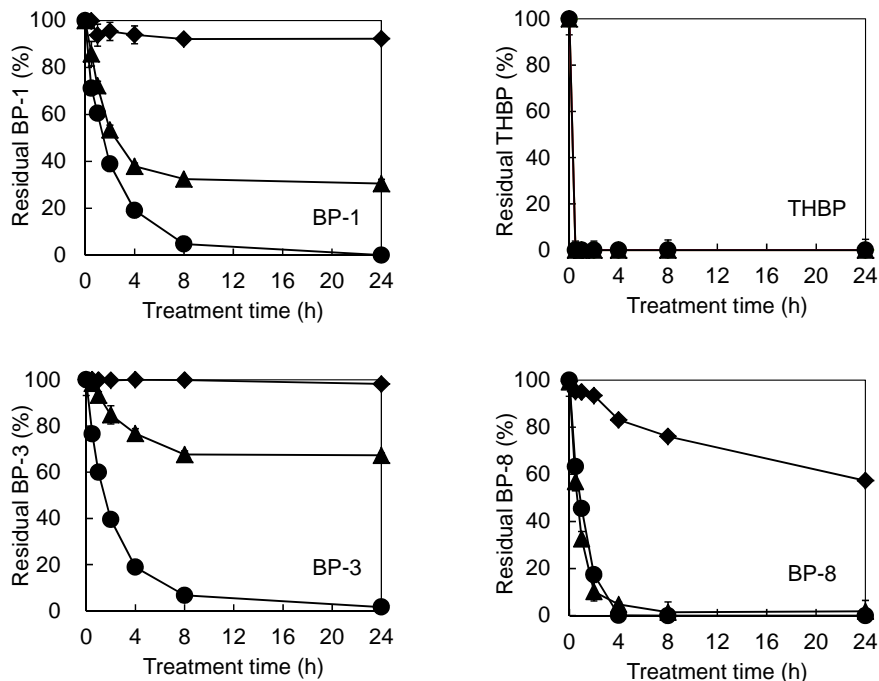 100
80
60
40
20
0
Residual BP-1 (%)
BP-1
0 4 8 12 16 20 24
Treatment time (h)
100
80
60
40
20
0
Residual THBP (%)
THBP
0 4 8 12 16 20 24
Treatment time (h)
100
80
60
40
20
0
Residual BP-3 (%)
BP-3
0 4 8 12 16 20 24
Treatment time (h)
100
80
60
40
20
0
Residual BP-8 (%)
BP-8
0 4 8 12 16 20 24
Treatment time (h)